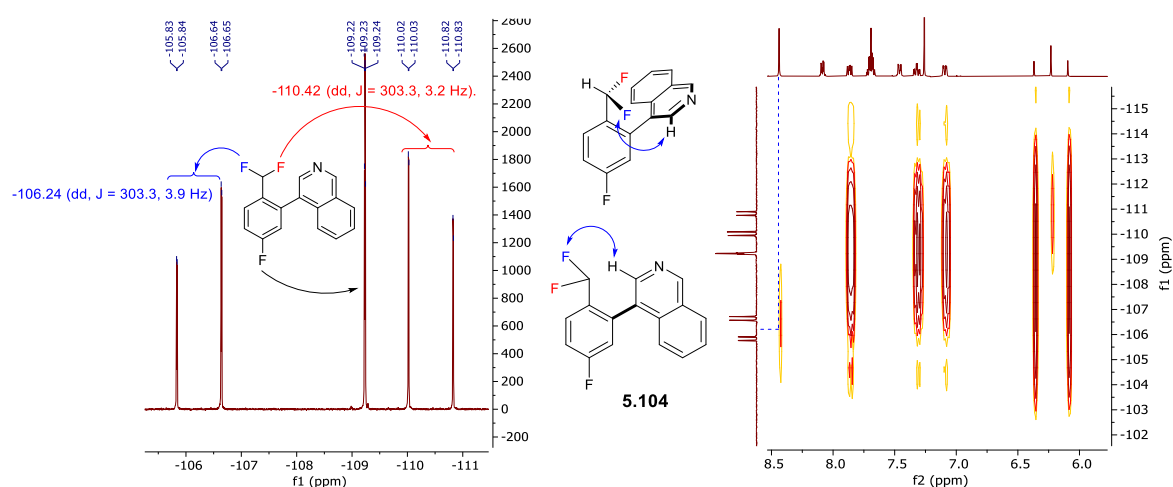 -105.83
-105.84
-106.64
-106.65
-109.22
-109.23
-109.24
-110.02
-110.03
-110.82
-110.83
-110.42 (dd, J = 303.3, 3.2 Hz).
-106.24 (dd, J = 303.3, 3.9 Hz)
F
F
N
F
2800
2600
2400
2200
2000
1800
1600
1400
1200
1000
800
600
400
200
0
-200
-106
-107
-108
-109
-110
-111
f1 (ppm)
H
F
F
N
H
F
F
F
H
N
F
5.104
-115
-114
-113
-112
-111
-110
-109
-108
-107
-106
-105
-104
-103
-102
f1 (ppm)
8.5
8.0
7.5
7.0
6.5
6.0
f2 (ppm)